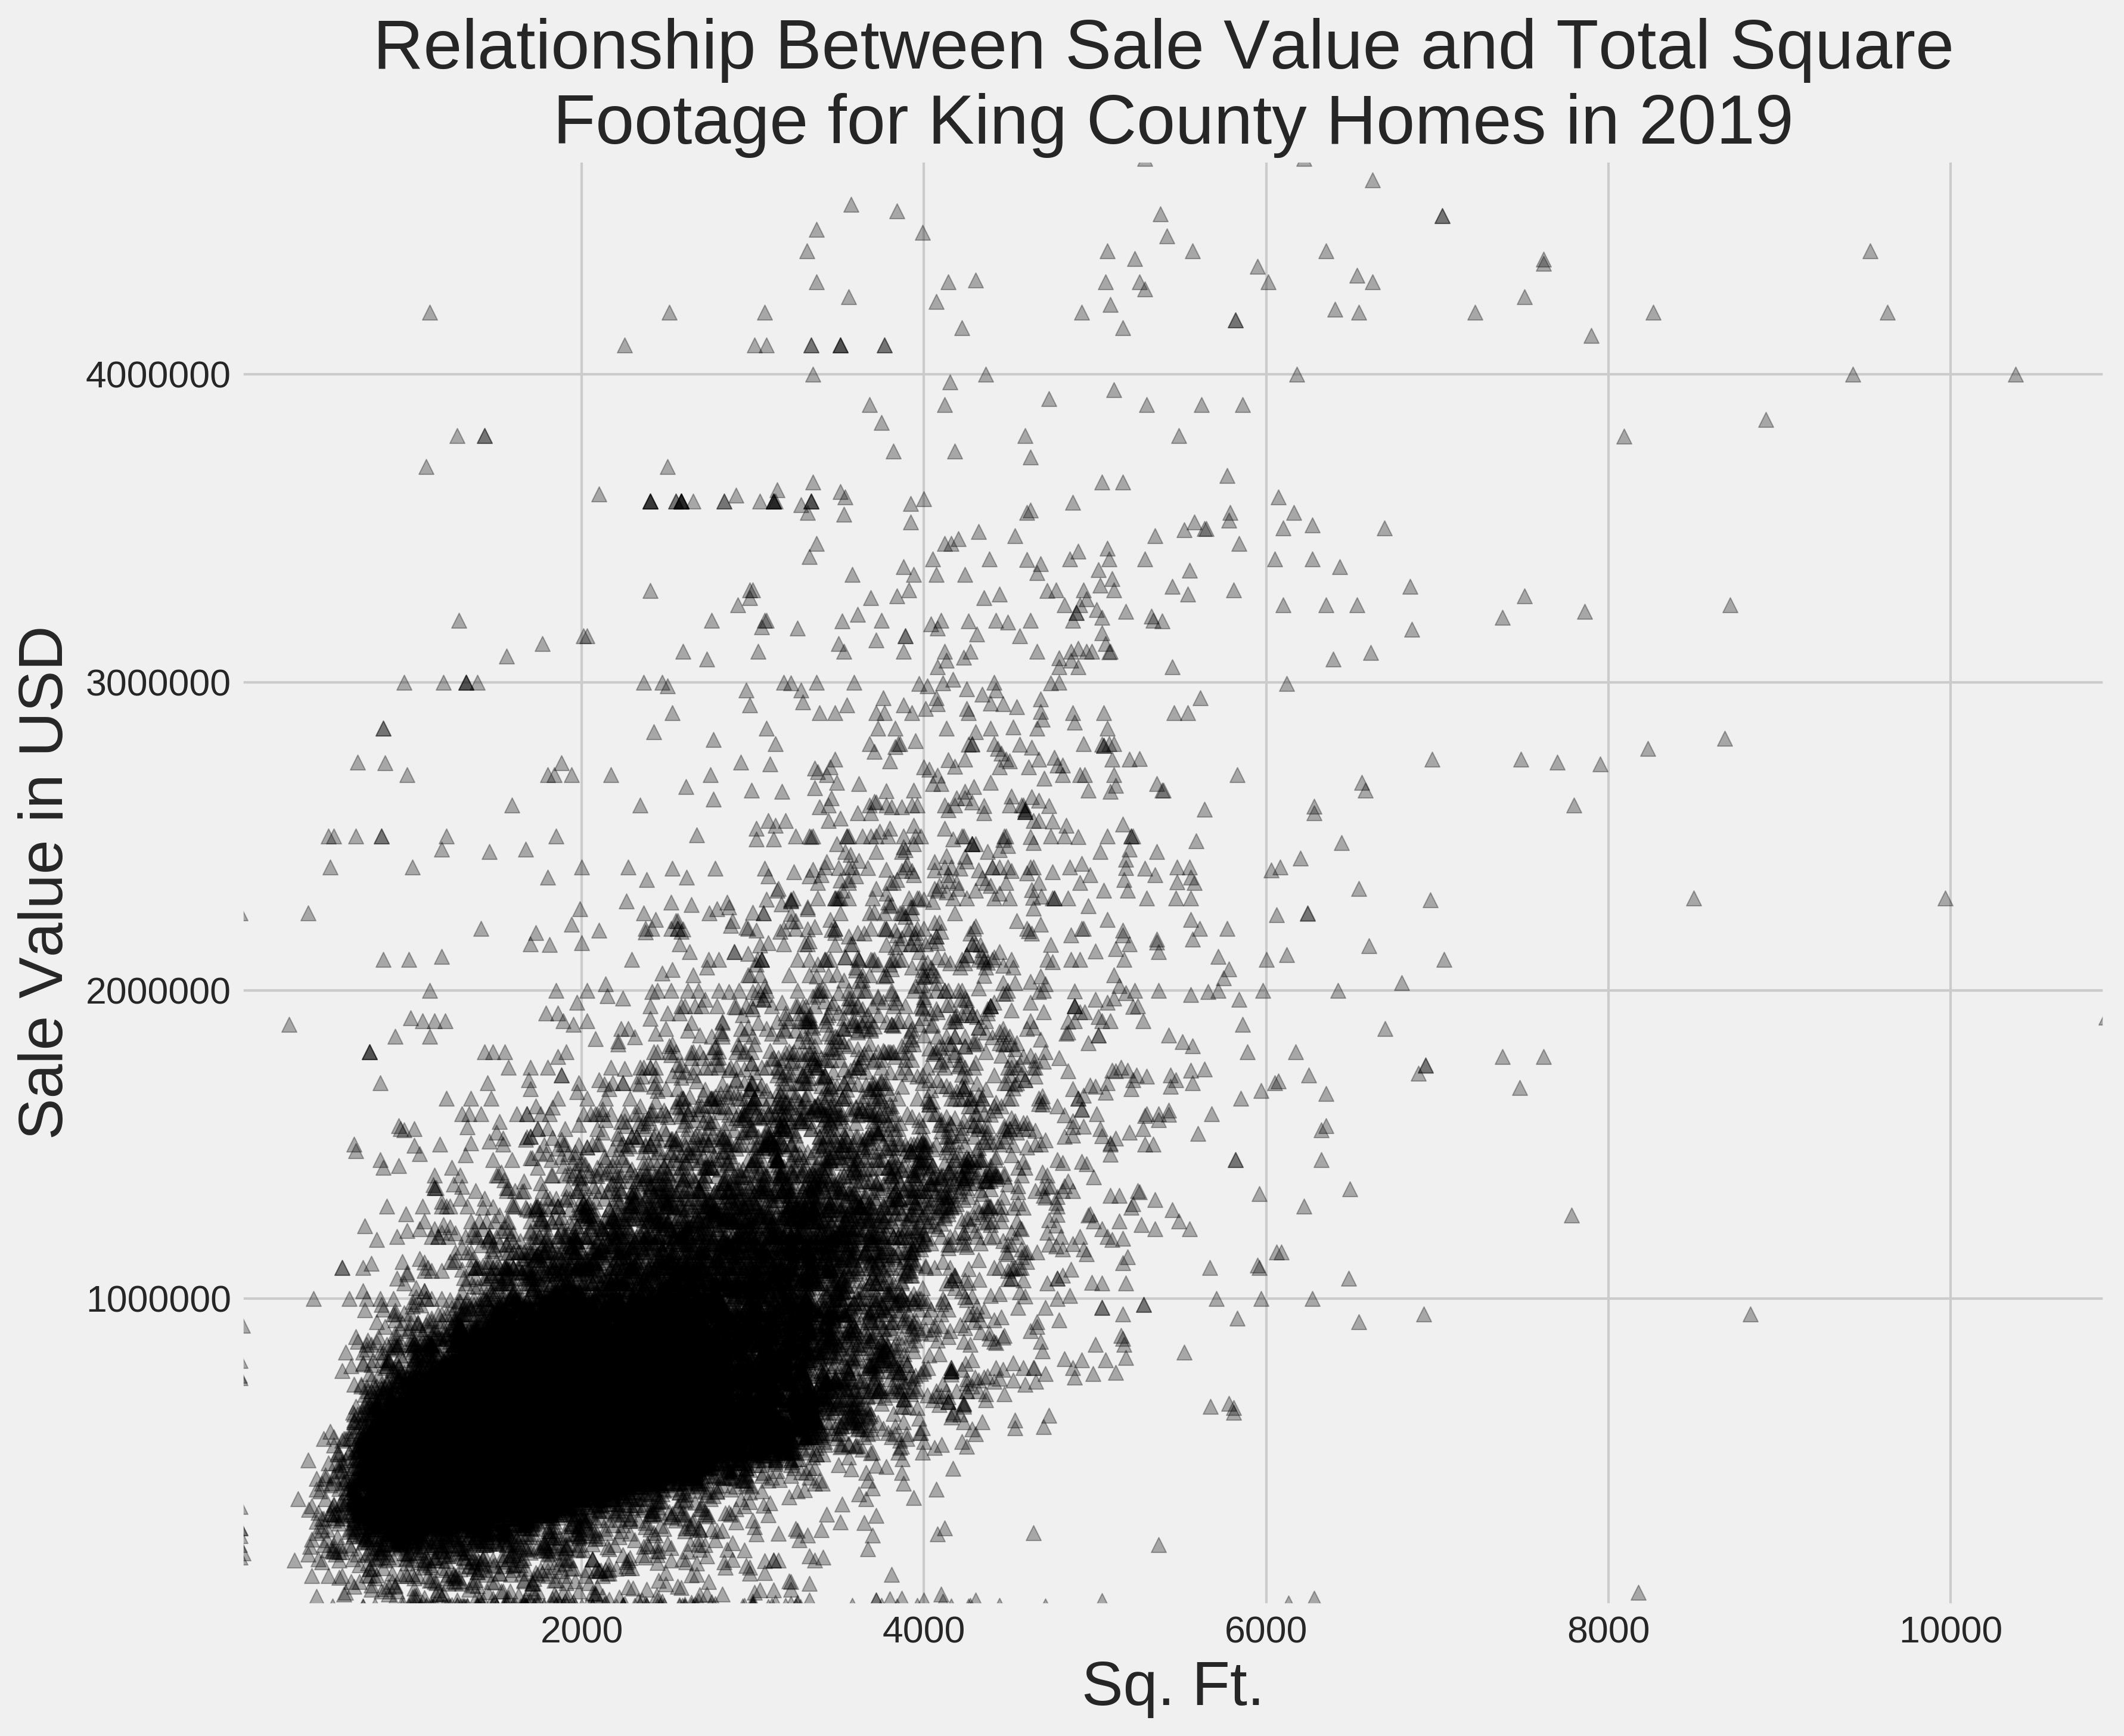 Relationship Between Sale Value and Total Square
Footage for King County Homes in 2019
Sale Value in USD
4000000
3000000
2000000
1000000
2000
4000
6000
8000
10000
Sq. Ft.